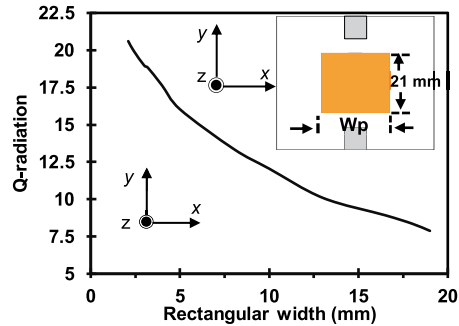 22.5
20
17.5
15
12.5
10
7.5
5
Q-radiation
y
z
x
y
z
x
21 mm
Wp
0
5
10
15
20
Rectangular width (mm)